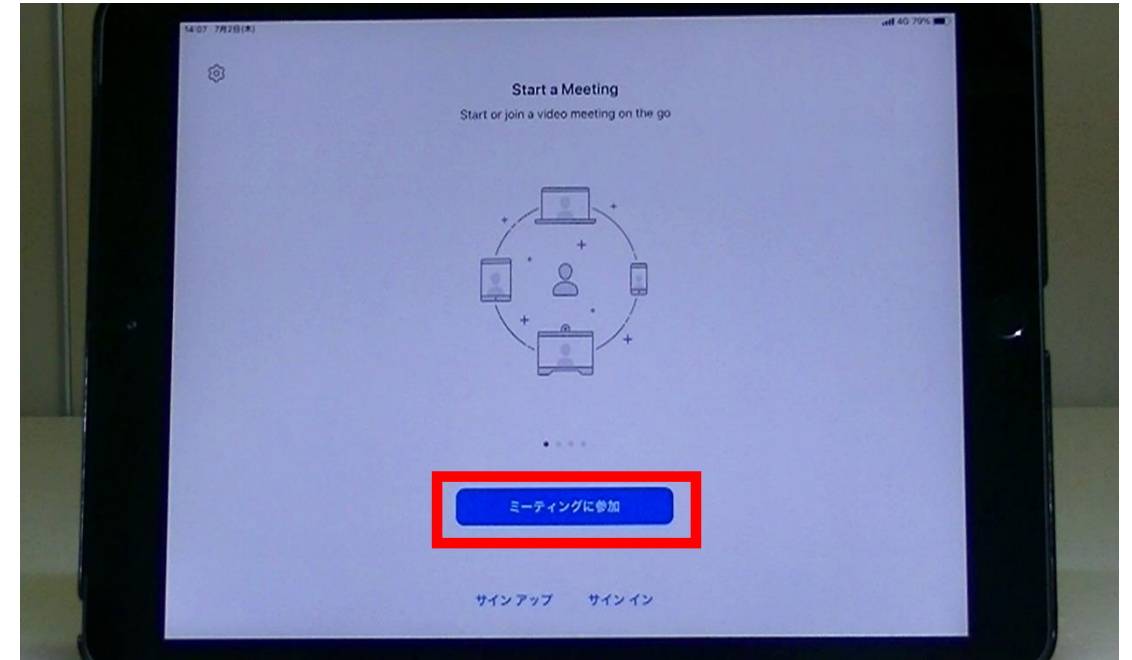 14:07 7月2日(木)
4G 79%
Start a Meeting
Start or join a video meeting on the go
ミーティングに参加
サインアップ サインイン